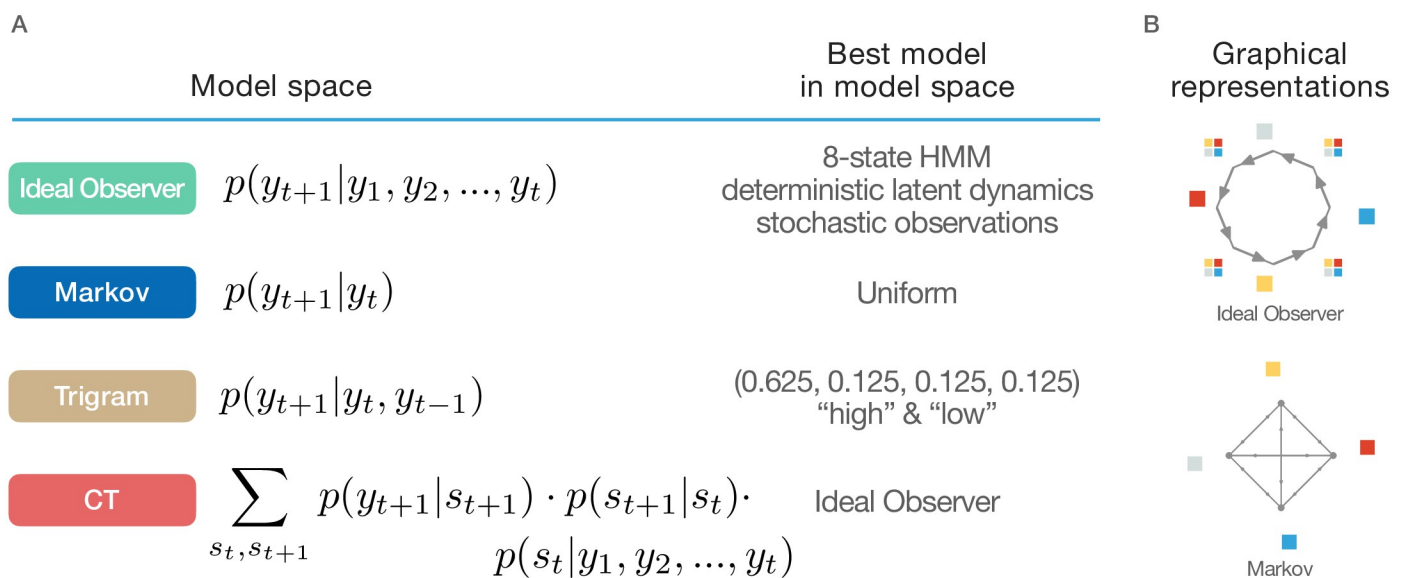 A
Model space
Best model
in model space
Ideal Observer
p(y_{t+1}|y_1, y_2, ..., y_t)
8-state HMM
deterministic latent dynamics
stochastic observations
Markov
p(y_{t+1}|y_t)
Uniform
Trigram
p(y_{t+1}|y_t, y_{t-1})
(0.625, 0.125, 0.125, 0.125)
“high” & “low”
CT
∑_{s_t, s_{t+1}} p(y_{t+1}|s_{t+1}) · p(s_{t+1}|s_t)·
p(s_t|y_1, y_2, ..., y_t)
Ideal Observer
B
Graphical
representations
Ideal Observer
Markov